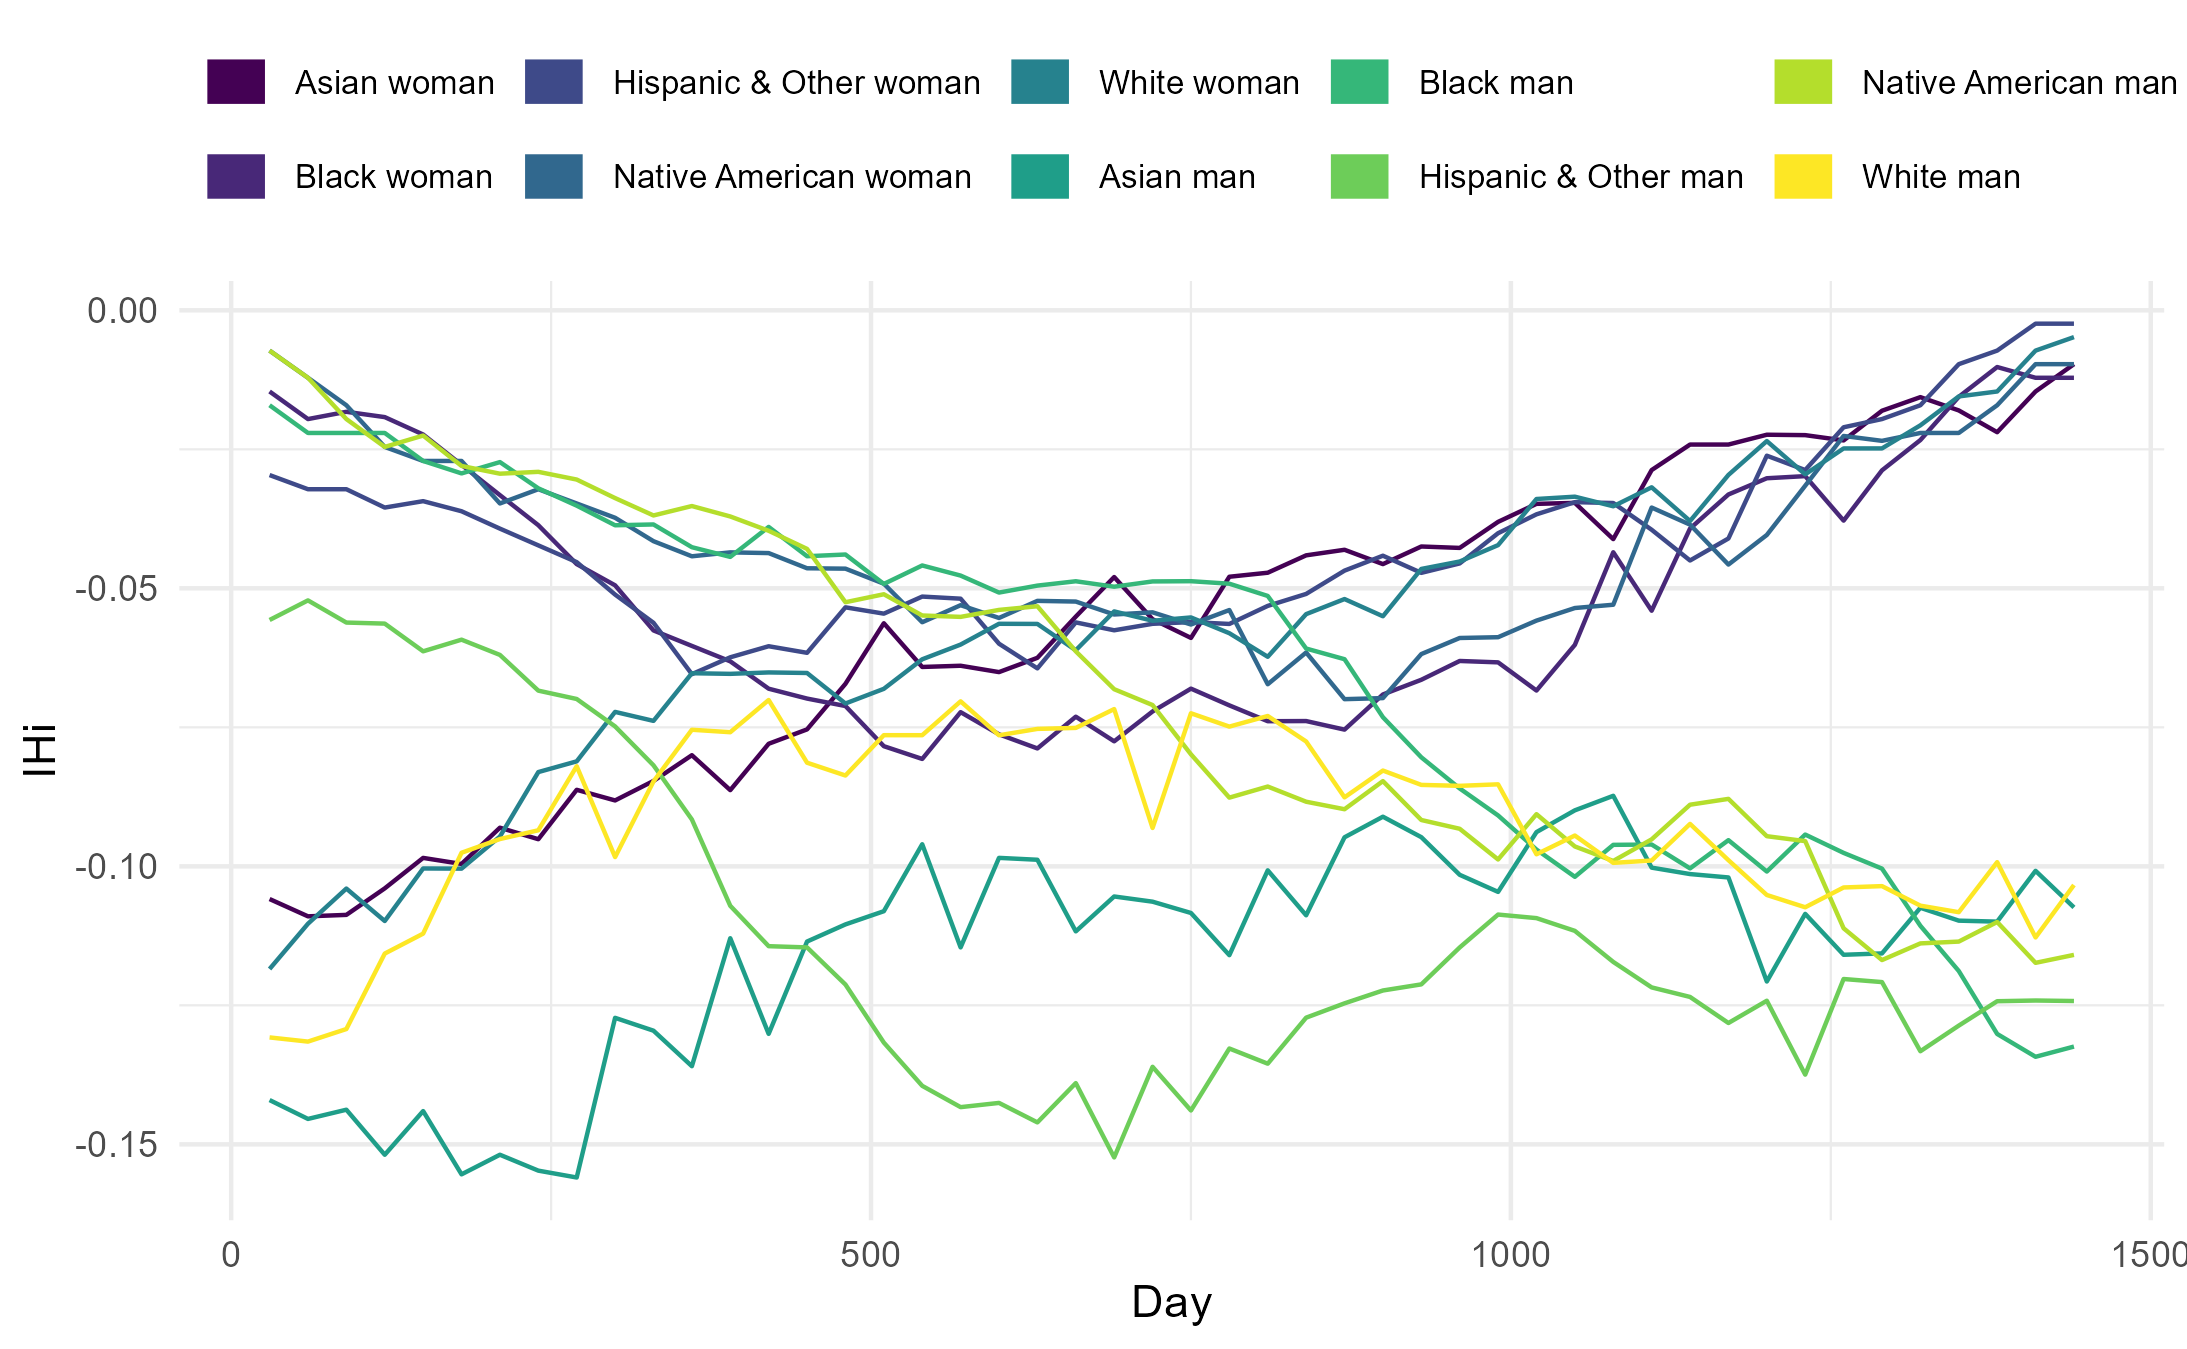 Asian woman Hispanic & Other woman White woman Black man Native American man
Black woman Native American woman Asian man Hispanic & Other man White man
0.00
-0.05
-0.10
-0.15
IHi
0 500 1000 1500
Day